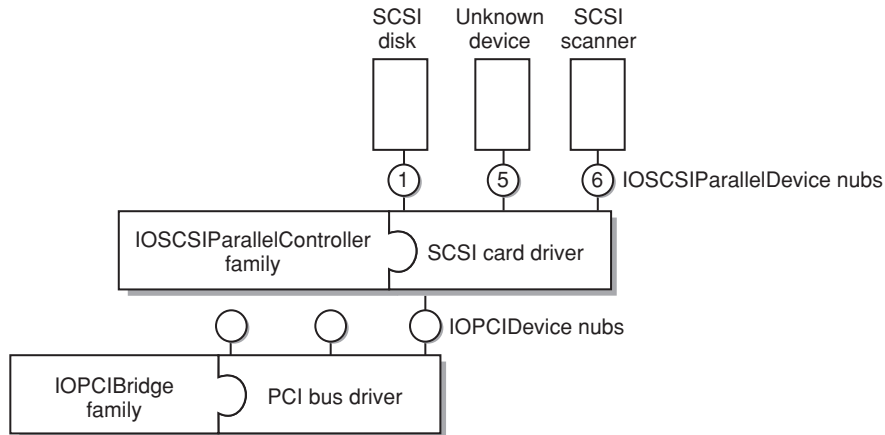 SCSI
disk
Unknown
device
SCSI
scanner
1
5
6
IOSCSIParallelDevice nubs
IOSCSIParallelController
family
SCSI card driver
IOPCIDevice nubs
IOPCIBridge
family
PCI bus driver